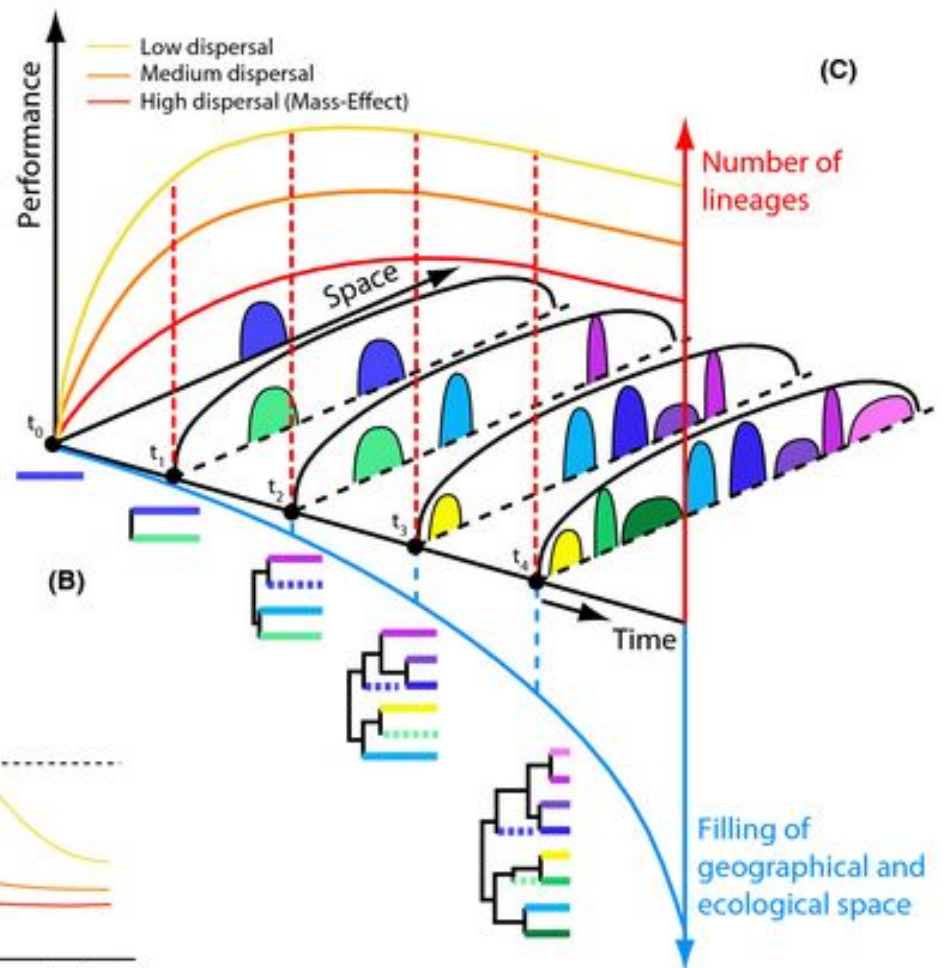 Performance
Low dispersal
Medium dispersal
High dispersal (Mass-Effect)
(C)
Number of
lineages
Space
t0
t1
t2
t3
t4
(B)
Time
Filling of
geographical and
ecological space